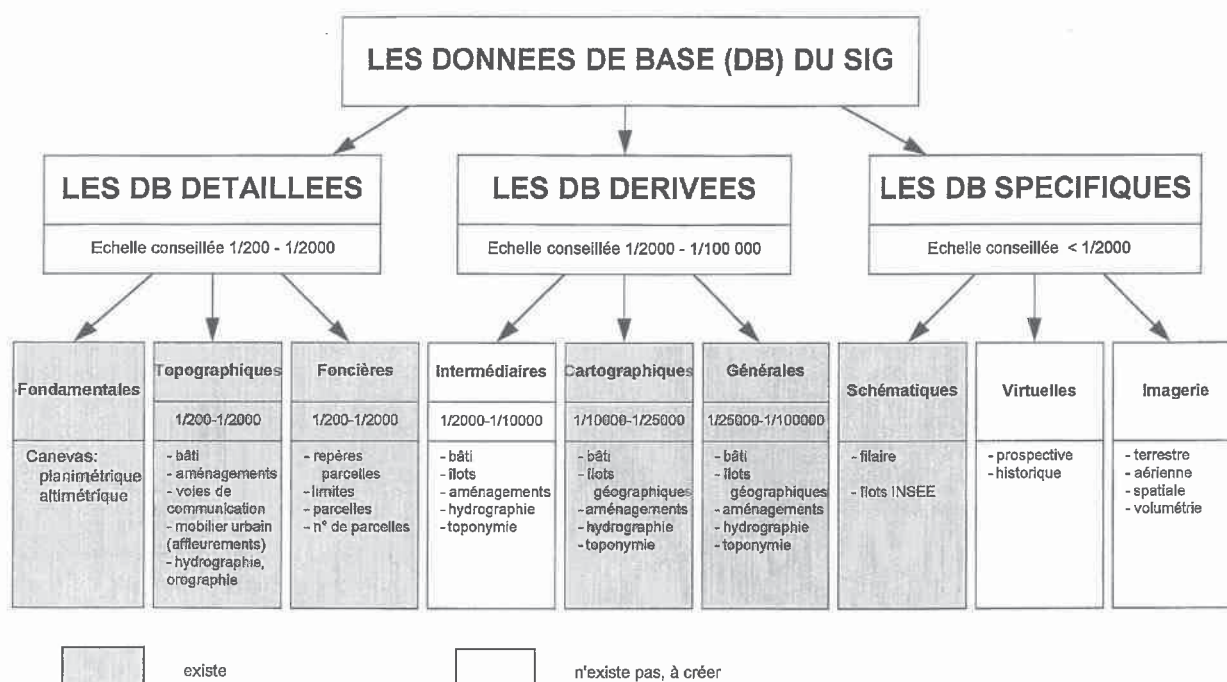 LES DONNEES DE BASE (DB) DU SIG
LES DB DETAILLEES
Echelle conseillée 1/200 - 1/2000
LES DB DERIVEES
Echelle conseillée 1/2000 - 1/100 000
LES DB SPECIFIQUES
Echelle conseillée < 1/2000
Fondamentales
Canevas:
planimétrique
altimétrique
Topographiques
1/200-1/2000
- bâti
- aménagements
- voies de
communication
- mobilier urbain
(affleurements)
- hydrographie,
orographie
Foncières
1/200-1/2000
- repères
parcelles
- limites
- parcelles
- n° de parcelles
Intermédiaires
1/2000-1/10000
- bâti
- îlots
- aménagements
- hydrographie
- toponymie
Cartographiques
1/10000-1/25000
- bâti
- îlots
géographiques
- aménagements
- hydrographie
- toponymie
Générales
1/25000-1/100000
- bâti
- îlots
géographiques
- aménagements
- hydrographie
- toponymie
Schématiques
- filaire
- îlots INSEE
Virtuelles
- prospective
- historique
Imagerie
- terrestre
- aérienne
- spatiale
- volumétrie
existe
n'existe pas, à créer